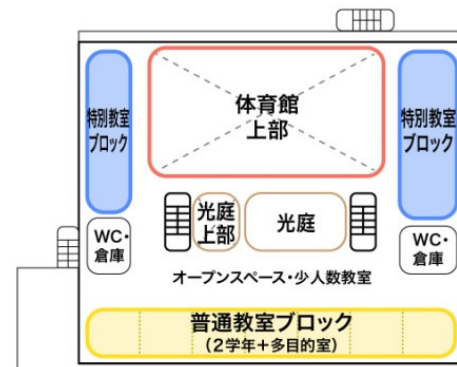 体育館
上部
特別教室
ブロック
特別教室
ブロック
光庭
上部
光庭
WC・
倉庫
WC・
倉庫
オープンスペース・少人数教室
普通教室ブロック
(2学年+多目的室)